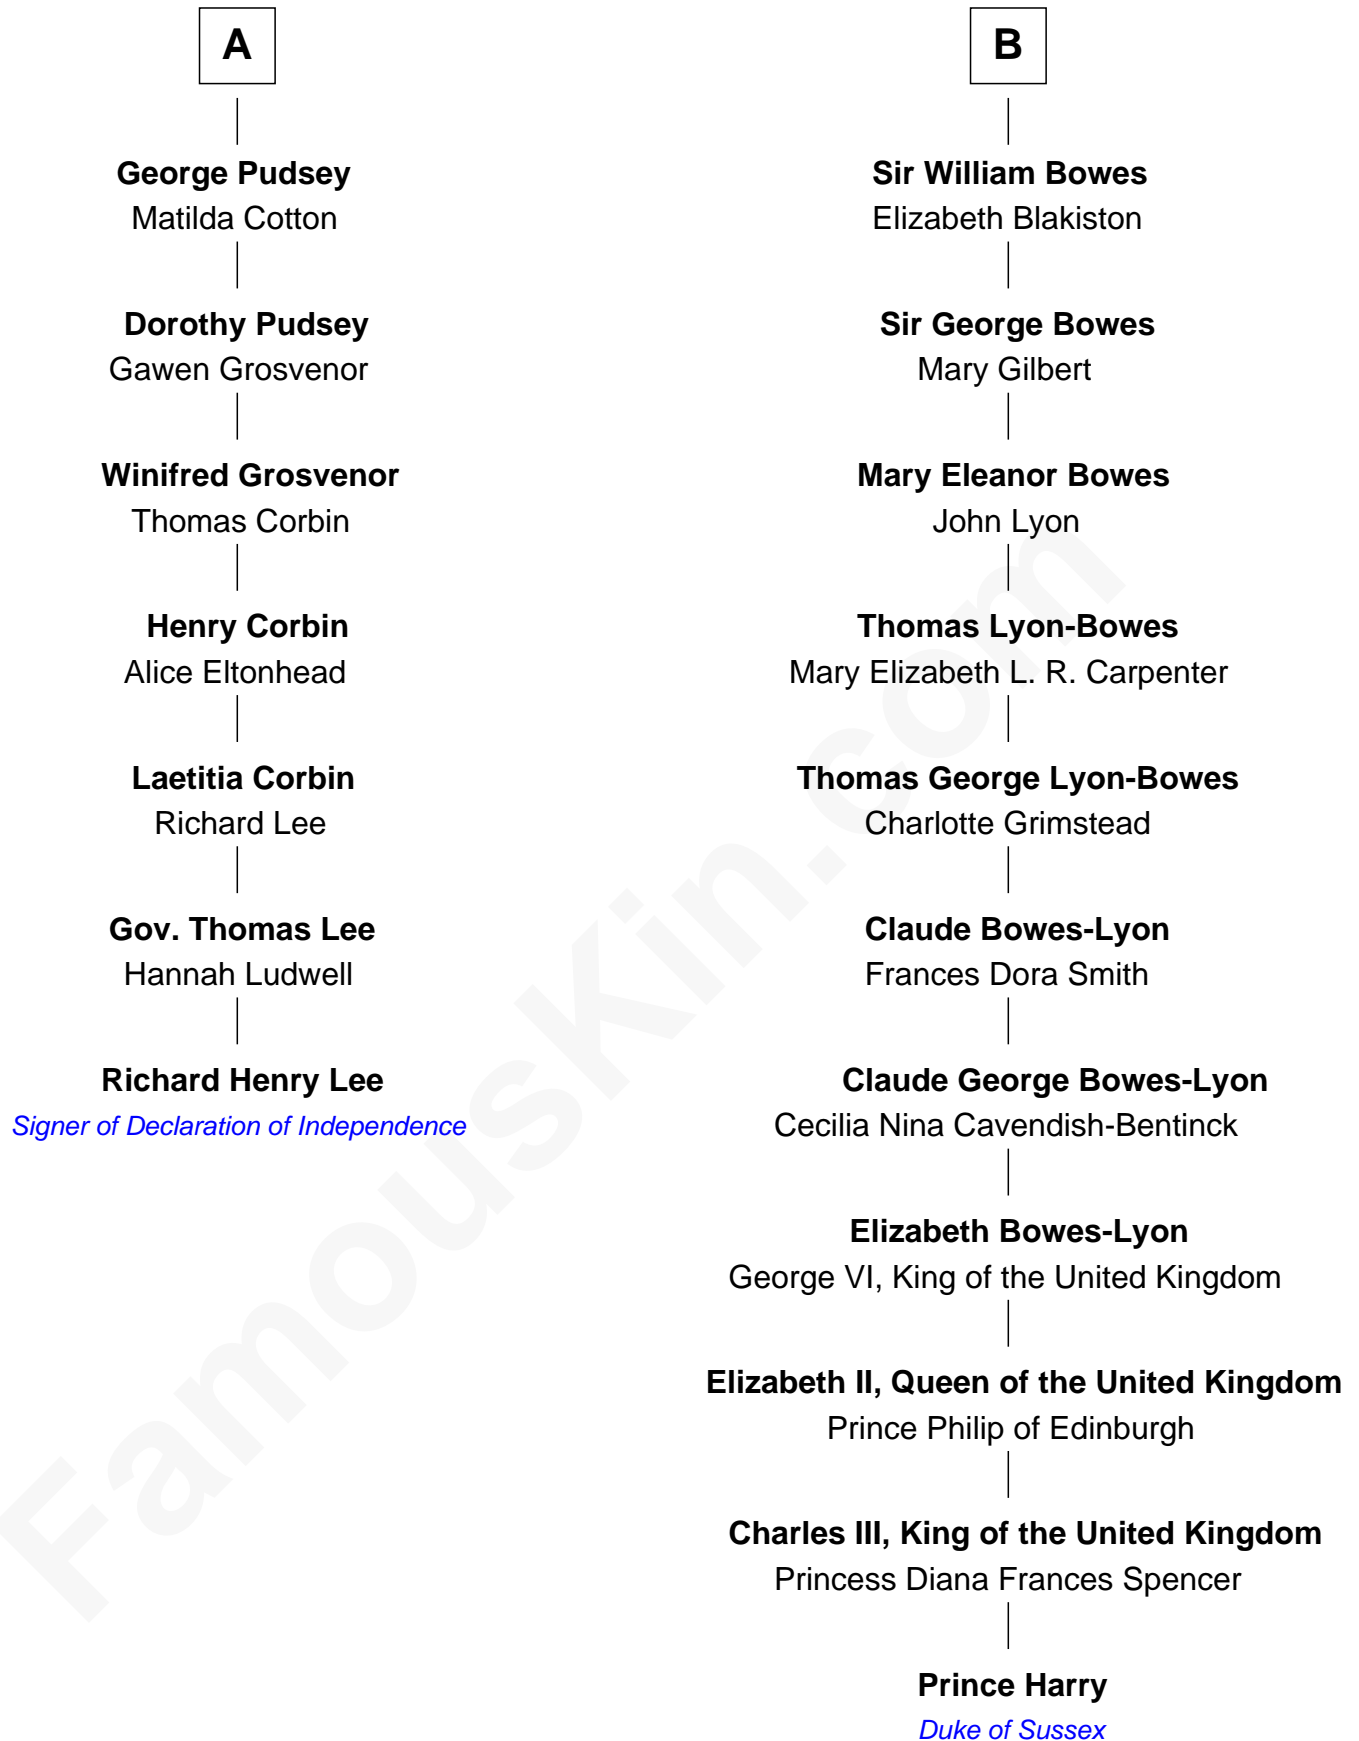 A
George Pudsey
Matilda Cotton
Dorothy Pudsey
Gawen Grosvenor
Winifred Grosvenor
Thomas Corbin
Henry Corbin
Alice Eltonhead
Laetitia Corbin
Richard Lee
Gov. Thomas Lee
Hannah Ludwell
Richard Henry Lee
Signer of Declaration of Independence
B
Sir William Bowes
Elizabeth Blakiston
Sir George Bowes
Mary Gilbert
Mary Eleanor Bowes
John Lyon
Thomas Lyon-Bowes
Mary Elizabeth L. R. Carpenter
Thomas George Lyon-Bowes
Charlotte Grimstead
Claude Bowes-Lyon
Frances Dora Smith
Claude George Bowes-Lyon
Cecilia Nina Cavendish-Bentinck
Elizabeth Bowes-Lyon
George VI, King of the United Kingdom
Elizabeth II, Queen of the United Kingdom
Prince Philip of Edinburgh
Charles III, King of the United Kingdom
Princess Diana Frances Spencer
Prince Harry
Duke of Sussex
FamousKin.com